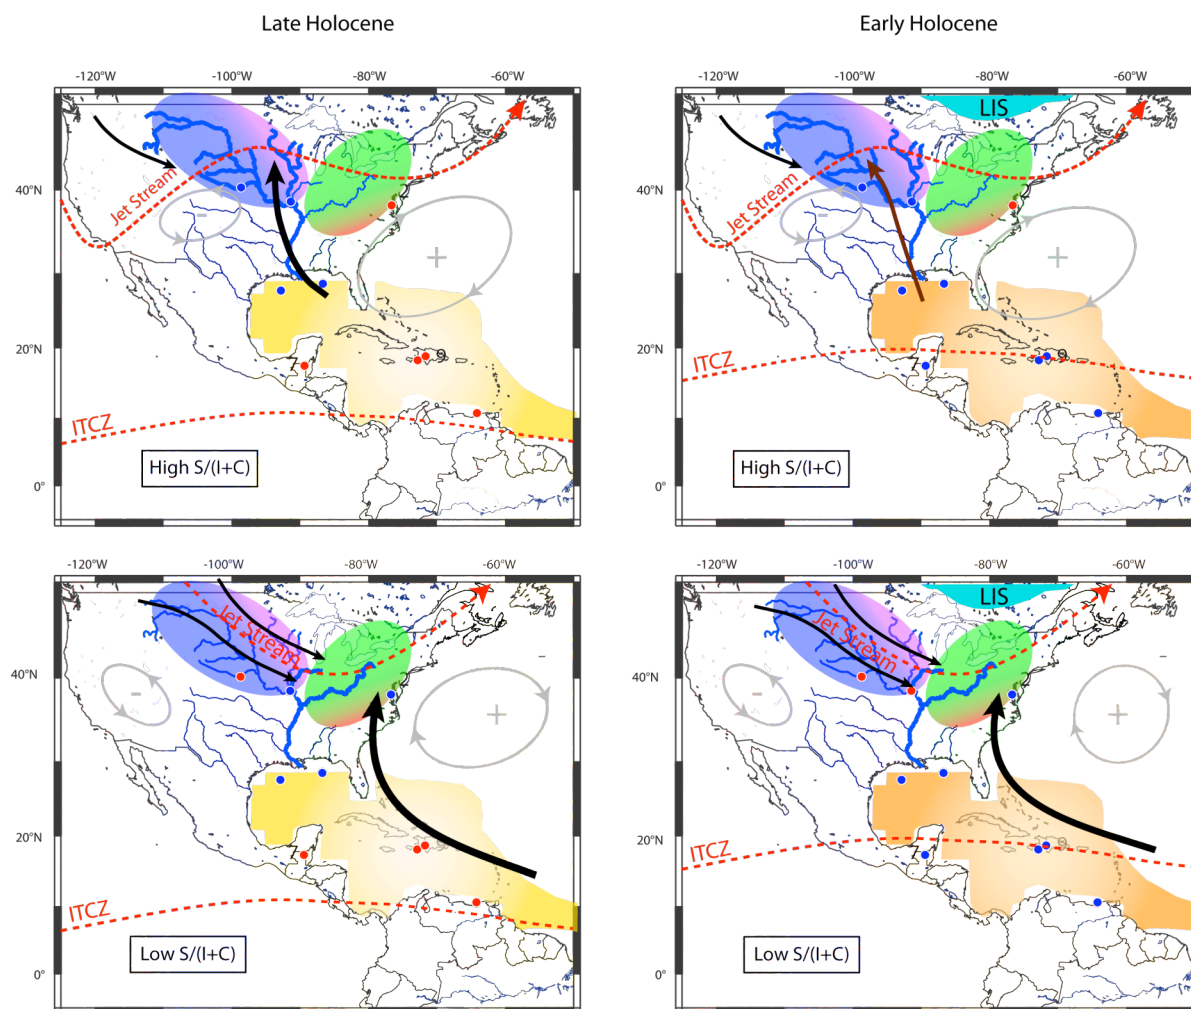 Late Holocene
Early Holocene
-120°W -100°W -80°W -60°W
40°N
20°N
0°
Jet Stream
-
+
ITCZ
High S/(I+C)
-120°W -100°W -80°W -60°W
40°N
20°N
0°
LIS
Jet Stream
-
+
ITCZ
High S/(I+C)
-120°W -100°W -80°W -60°W
40°N
20°N
0°
Jet Stream
-
-
+
ITCZ
Low S/(I+C)
-120°W -100°W -80°W -60°W
40°N
20°N
0°
LIS
Jet Stream
-
-
+
ITCZ
Low S/(I+C)